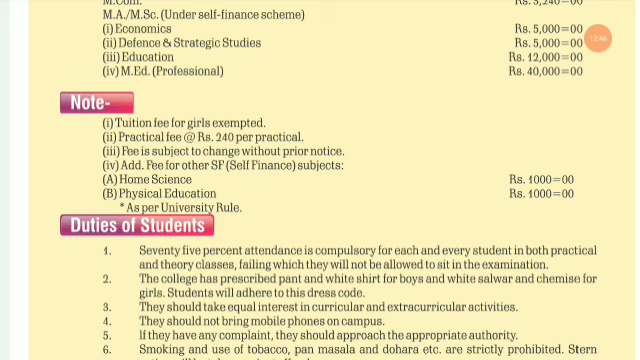 M.Com. Rs. 3,240=00
M.A./M.Sc. (Under self-finance scheme)
(i) Economics Rs. 5,000=00
(ii) Defence & Strategic Studies Rs. 5,000=00
12:46
(iii) Education Rs. 12,000=00
(iv) M.Ed. (Professional) Rs. 40,000=00
Note-
(i) Tuition fee for girls exempted.
(ii) Practical fee @ Rs. 240 per practical.
(iii) Fee is subject to change without prior notice.
(iv) Add. Fee for other SF (Self Finance) subjects:
(A) Home Science Rs. 1000=00
(B) Physical Education Rs. 1000=00
* As per University Rule.
Duties of Students
1. Seventy five percent attendance is compulsory for each and every student in both practical
and theory classes, failing which they will not be allowed to sit in the examination.
2. The college has prescribed pant and white shirt for boys and white salwar and chemise for
girls. Students will adhere to this dress code.
3. They should take equal interest in curricular and extracurricular activities.
4. They should not bring mobile phones on campus.
5. If they have any complaint, they should approach the appropriate authority.
6. Smoking and use of tobacco, pan masala and dohara etc. are strictly prohibited. Stern